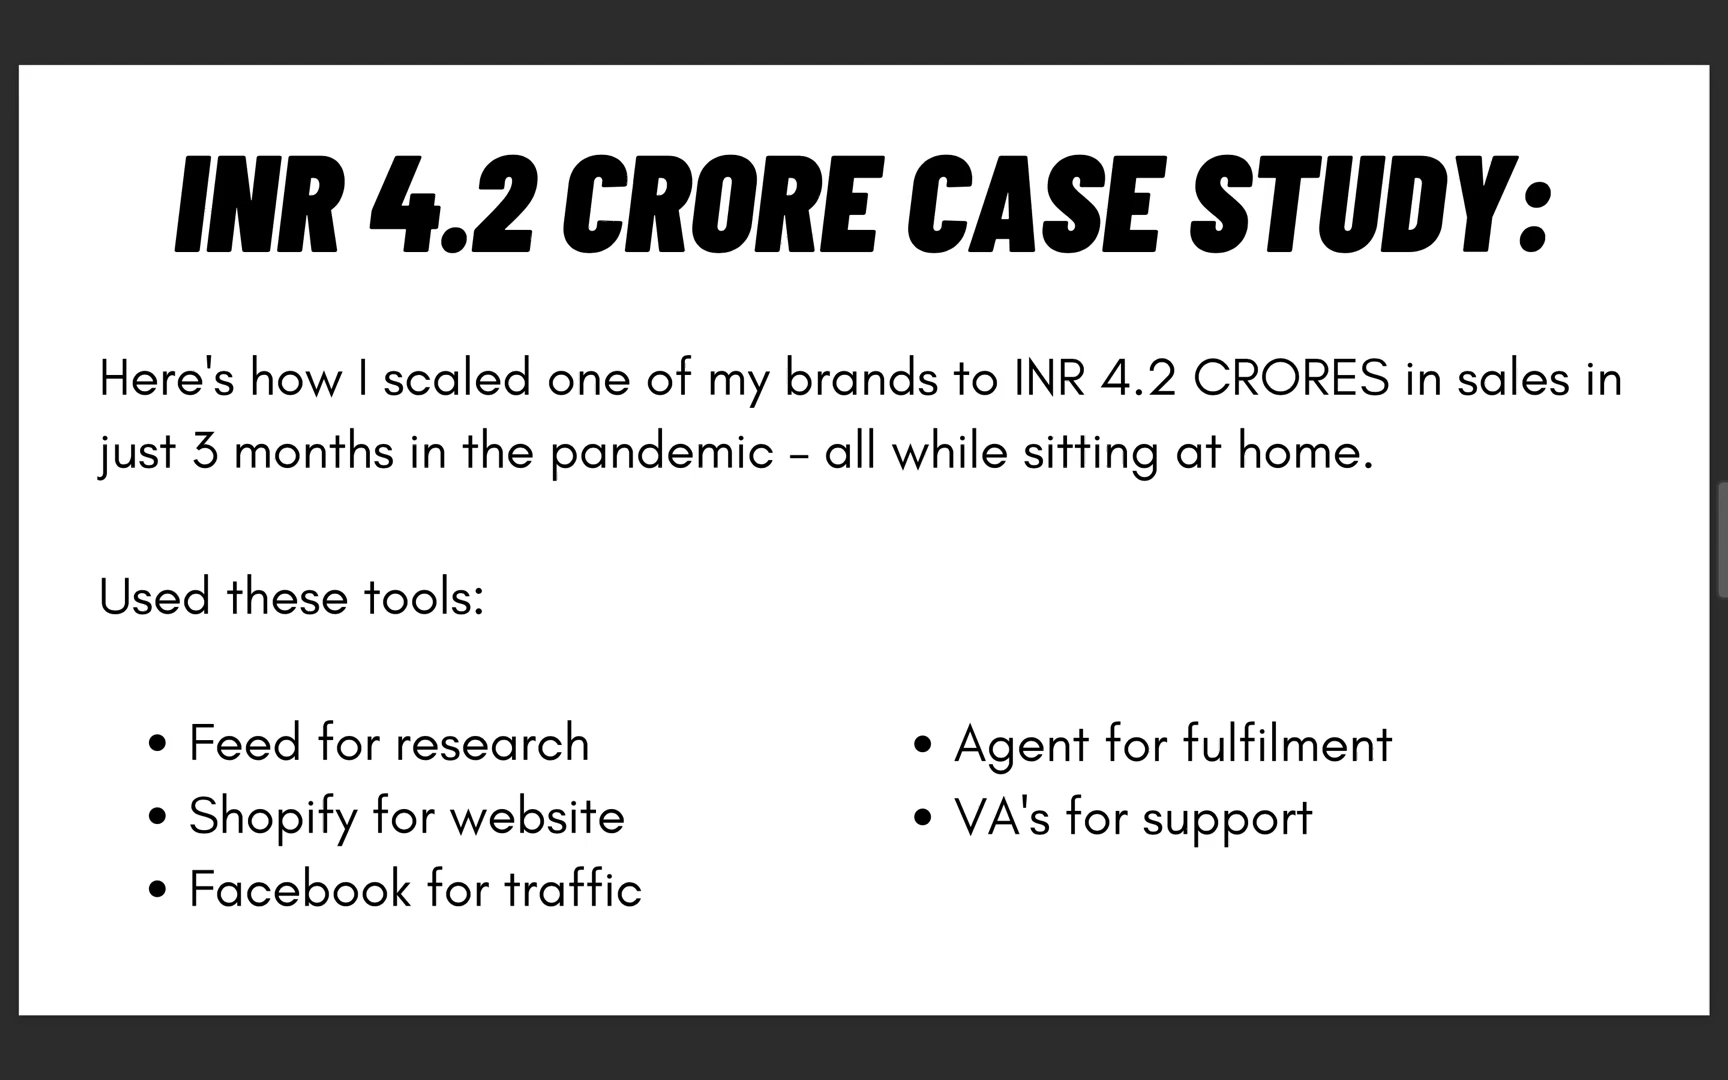 INR 4.2 CRORE CASE STUDY:
Here's how I scaled one of my brands to INR 4.2 CRORES in sales in
just 3 months in the pandemic - all while sitting at home.
Used these tools:
• Feed for research
• Shopify for website
• Facebook for traffic
• Agent for fulfilment
• VA's for support